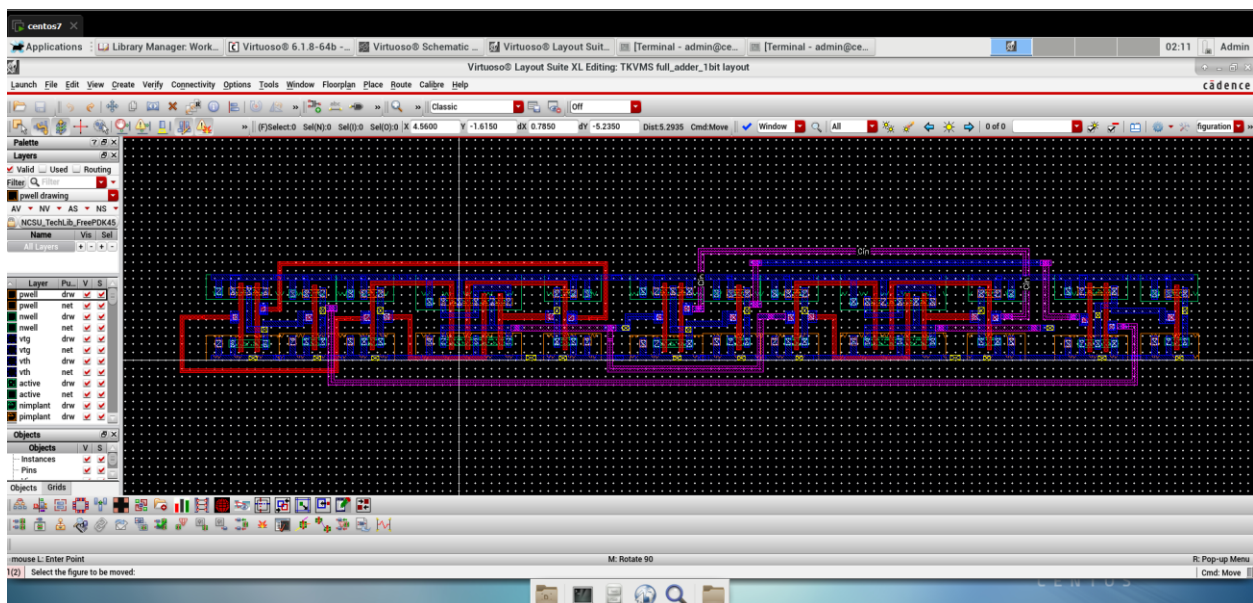 centos7
Applications : Library Manager: Work... Virtuoso® 6.1.8-64b -... Virtuoso® Schematic ... Virtuoso® Layout Suit... [Terminal - admin@ce... [Terminal - admin@ce... 02:11 Admin
Virtuoso® Layout Suite XL Editing: TKVMS full_adder_1bit layout
Launch File Edit View Create Verify Connectivity Options Tools Window Floorplan Place Route Calibre Help cādence
» » » Classic Off
» (F)Select:0 Sel(N):0 Sel(I):0 Sel(O):0 X 4.5600 Y -1.6150 dX 0.7850 dY -5.2350 Dist:5.2935 Cmd:Move Window All 0 of 0 figuration »
Palette
Layers
Valid Used Routing
Filter Filter
pwell drawing
AV NV AS NS
NCSU_TechLib_FreePDK45
Name Vis Sel
All Layers + - + -
Layer Pu... V S
pwell drw
pwell net
nwell drw
nwell net
vtg drw
vtg net
vth drw
vth net
active drw
active net
nimplant drw
pimplant drw
Cin
Cin
Cin
Objects
Objects V S
Instances
Pins
Objects Grids
mouse L: Enter Point M: Rotate 90 R: Pop-up Menu
1(2) Select the figure to be moved: Cmd: Move
CENTOS